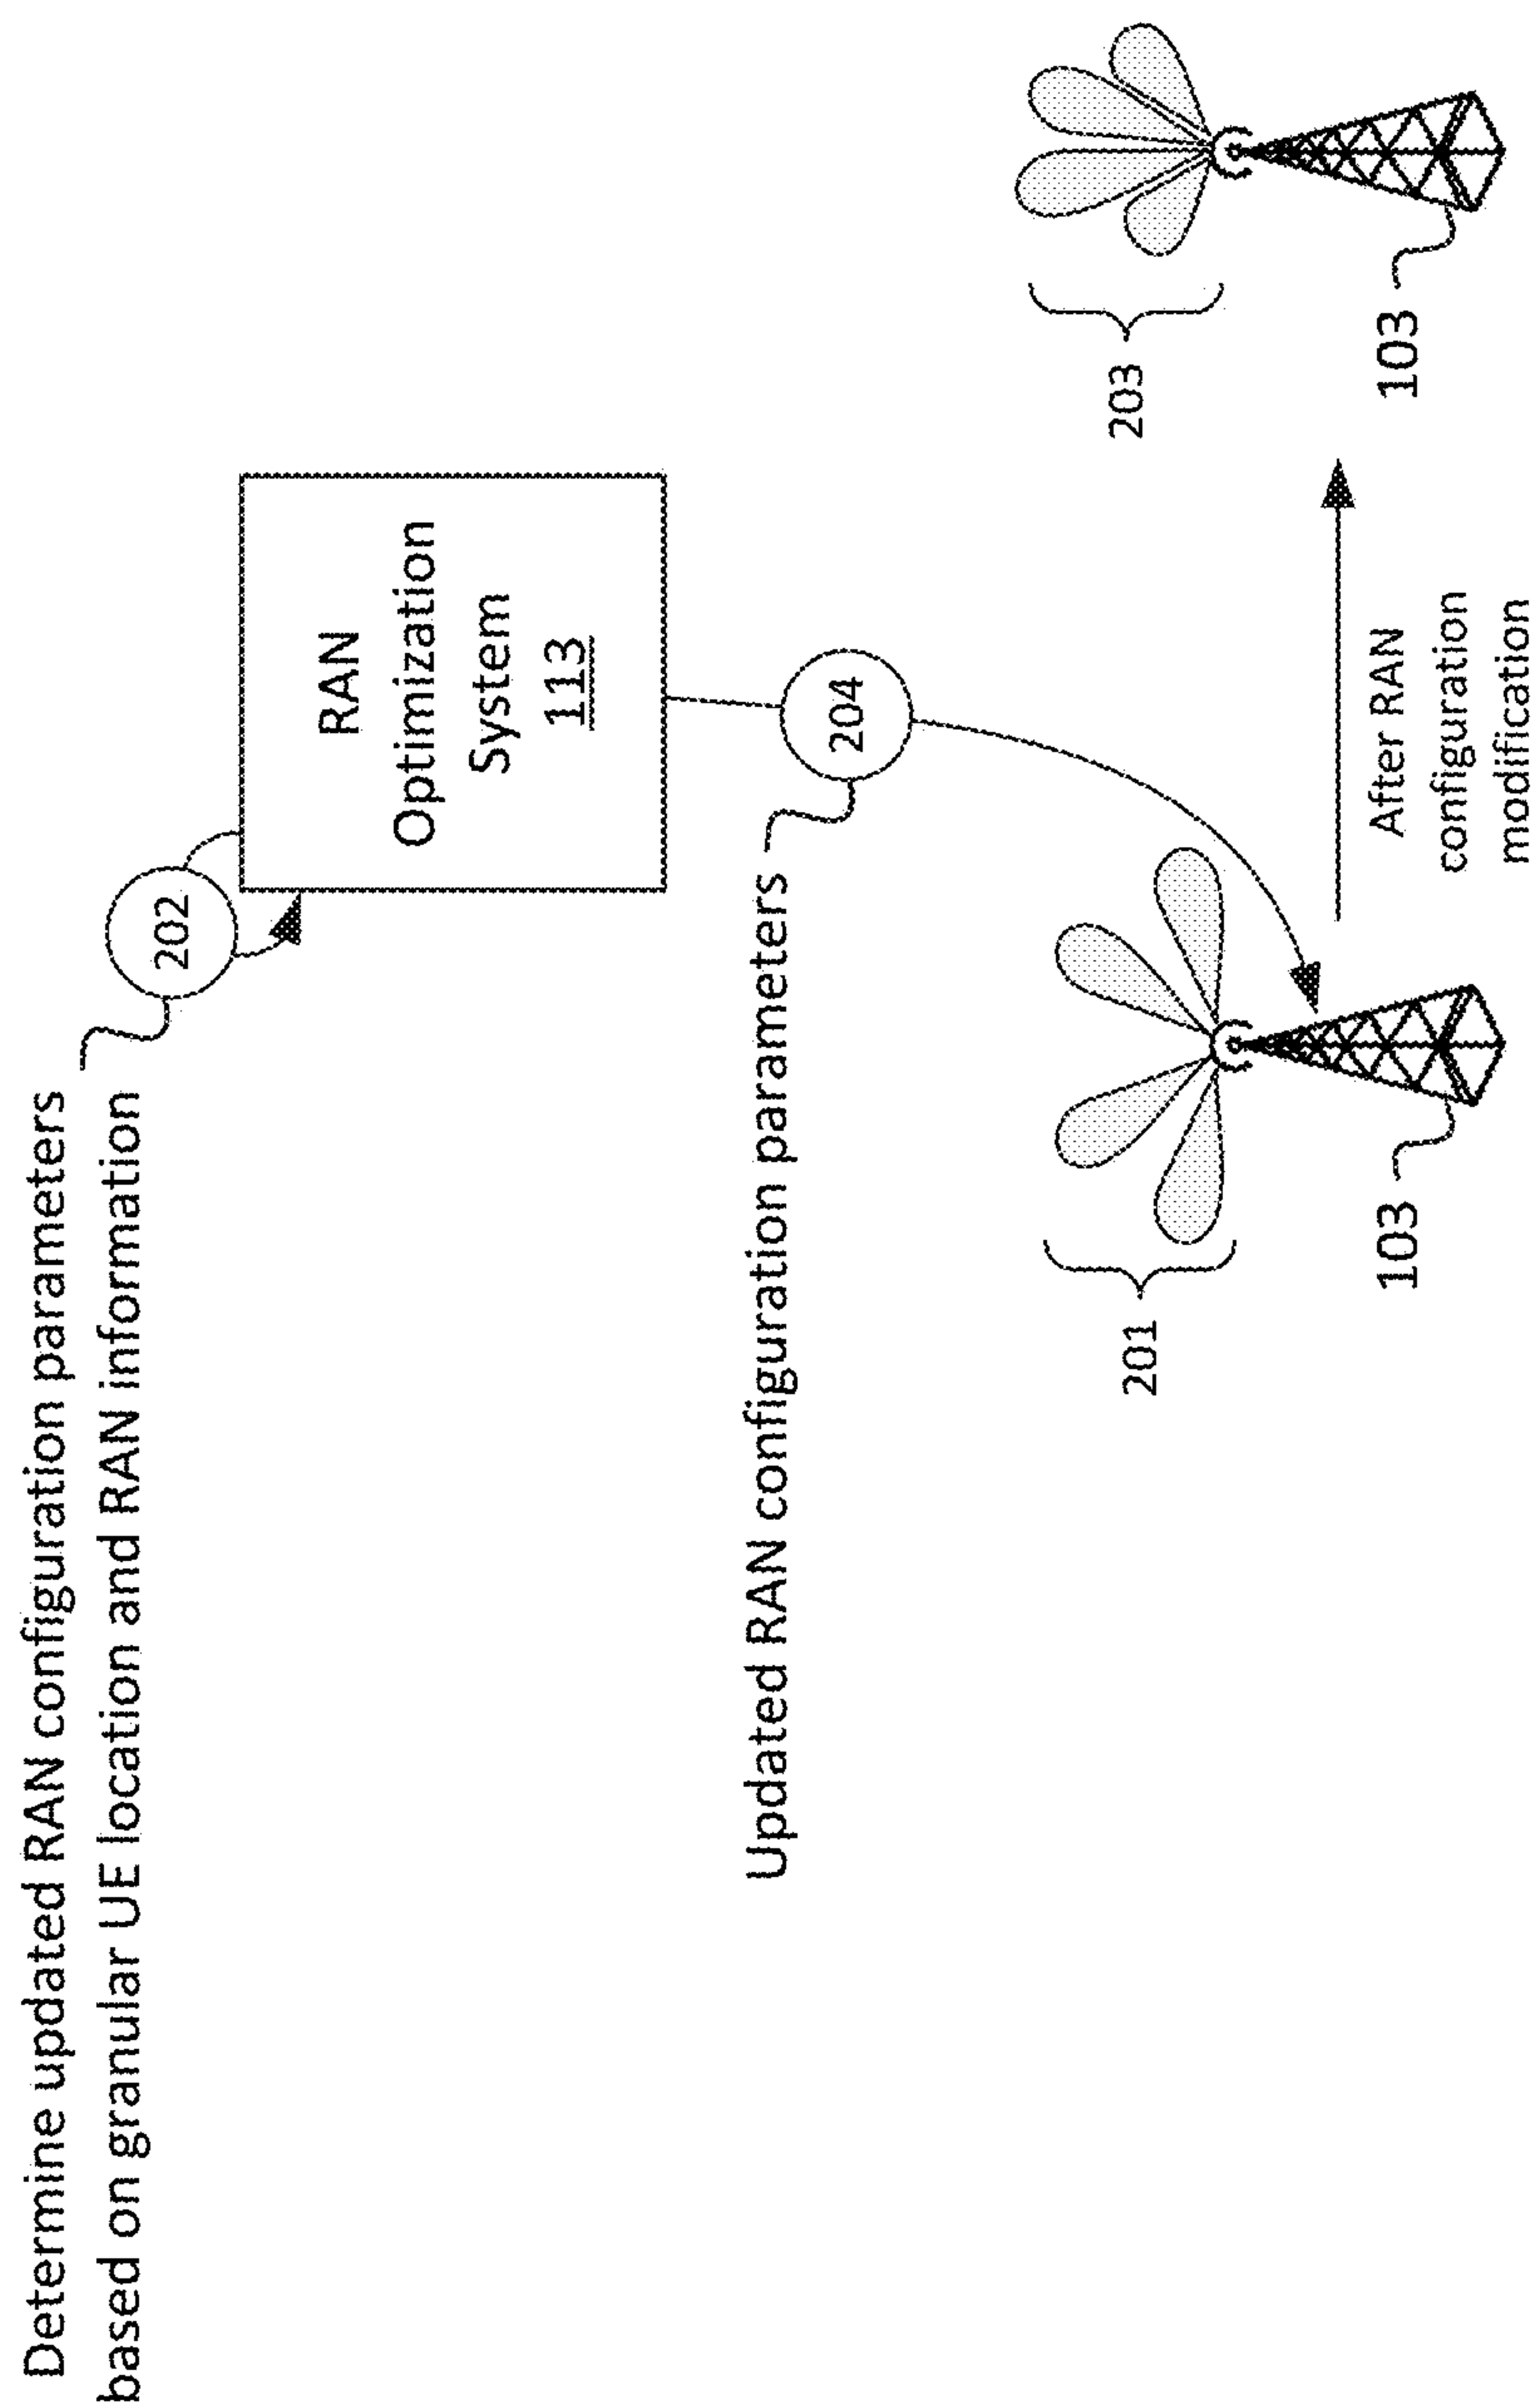 Determine updated RAN configuration parameters
based on granular UE location and RAN information
202
RAN
Optimization
System
113
204
Updated RAN configuration parameters
201
103
After RAN
configuration
modification
203
103